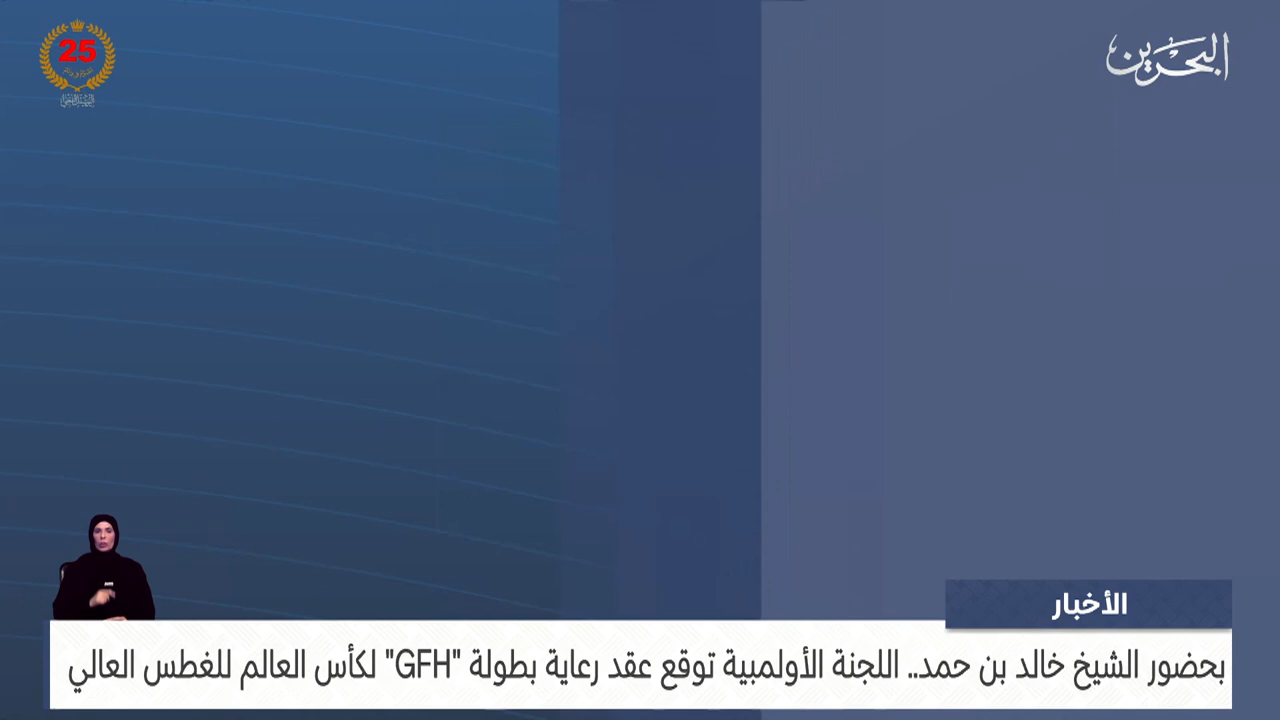 البحرين
25
الأخبار
بحضور الشيخ خالد بن حمد.. اللجنة الأولمبية توقع عقد رعاية بطولة "GFH" لكأس العالم للغطس العالي